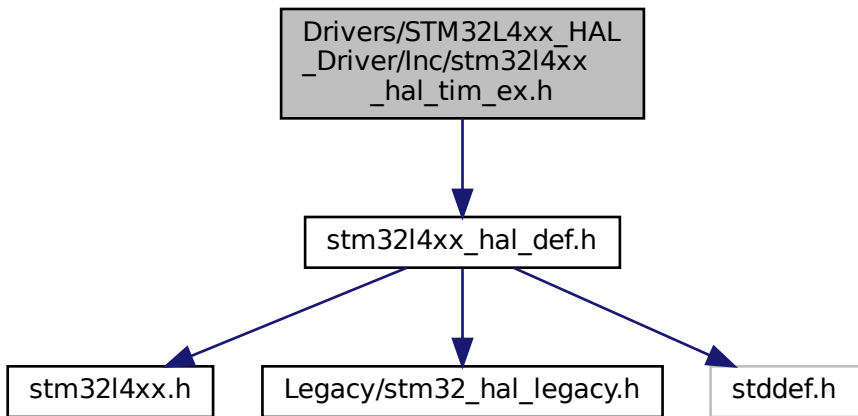 Drivers/STM32L4xx_HAL
_Driver/Inc/stm32l4xx
_hal_tim_ex.h
stm32l4xx_hal_def.h
stm32l4xx.h
Legacy/stm32_hal_legacy.h
stddef.h